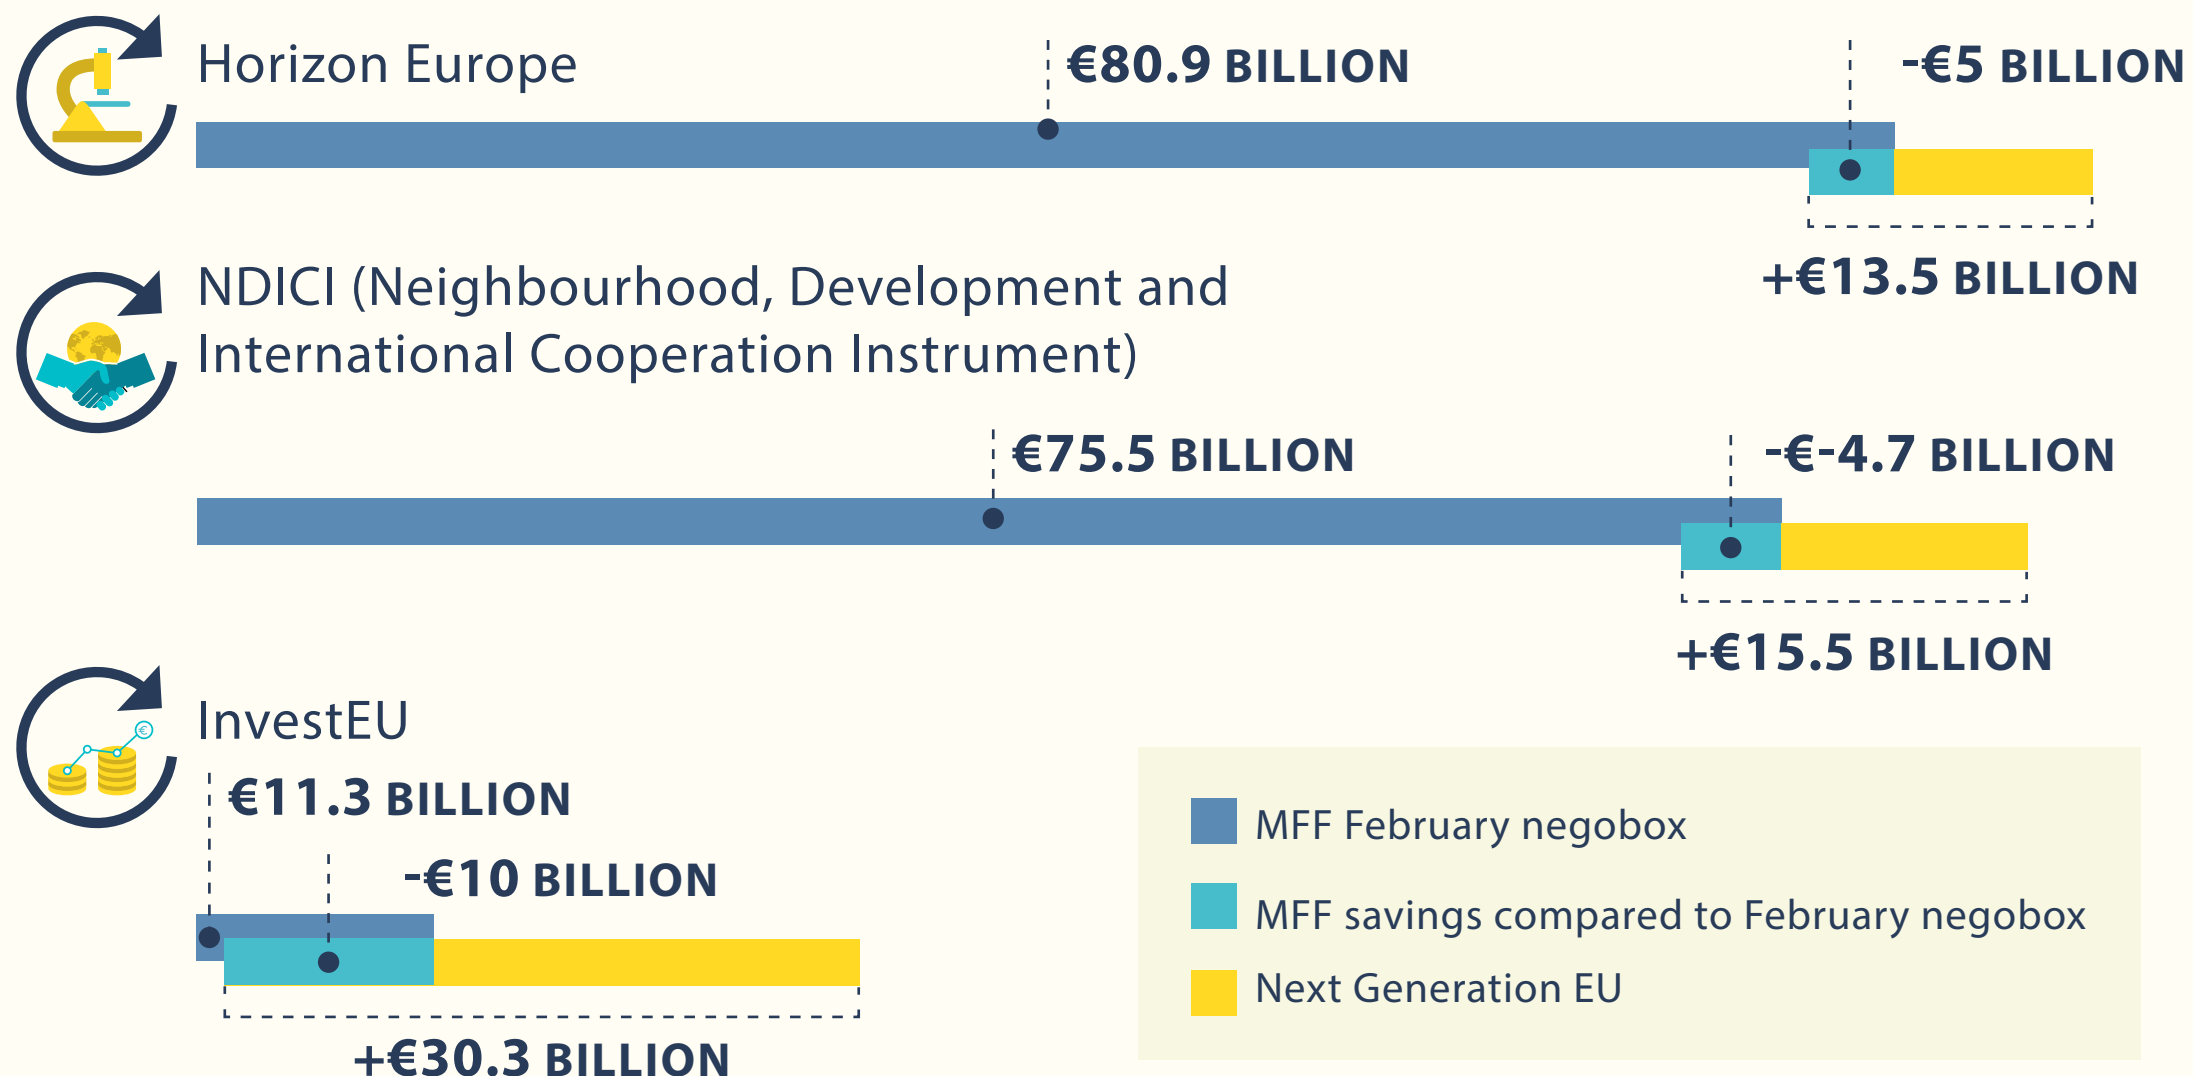 Horizon Europe
€80.9 BILLION
-€5 BILLION
+€13.5 BILLION
NDICI (Neighbourhood, Development and
International Cooperation Instrument)
€75.5 BILLION
-€-4.7 BILLION
+€15.5 BILLION
InvestEU
€
€11.3 BILLION
-€10 BILLION
+€30.3 BILLION
MFF February negobox
MFF savings compared to February negobox
Next Generation EU